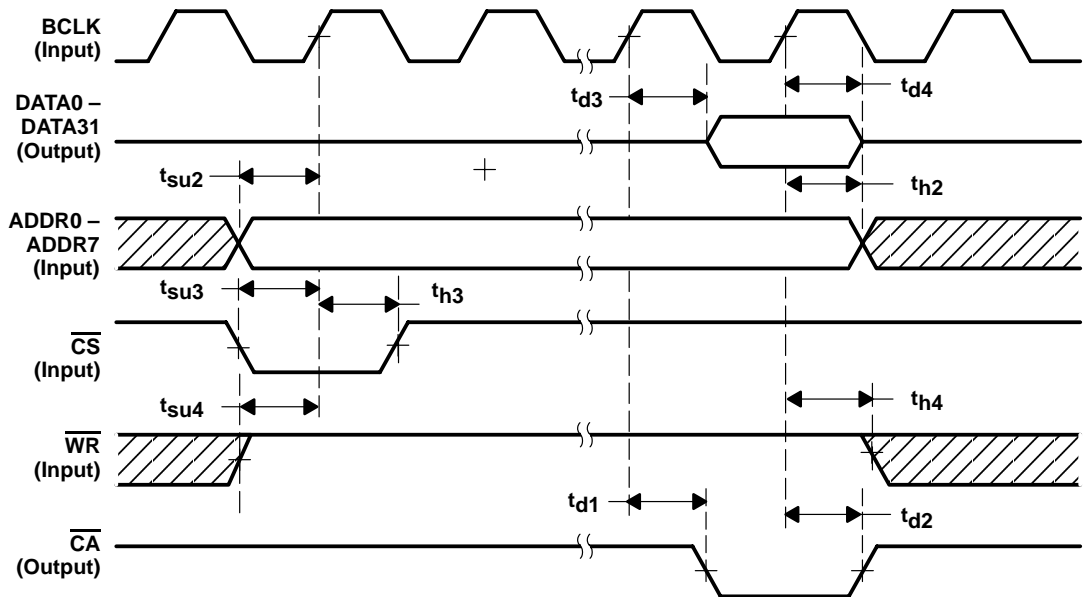 BCLK
(Input)
DATA0 –
DATA31
(Output)
td3
td4
tsu2
th2
ADDR0 –
ADDR7
(Input)
tsu3
th3
CS
(Input)
tsu4
th4
WR
(Input)
td1
td2
CA
(Output)